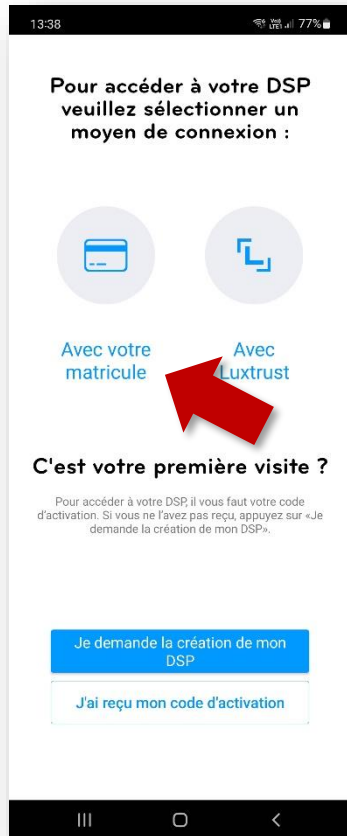 13:38
77%
Pour accéder à votre DSP
veuillez sélectionner un
moyen de connexion :
Avec votre
matricule
Avec
Luxtrust
C'est votre première visite ?
Pour accéder à votre DSP, il vous faut votre code
d'activation. Si vous ne l'avez pas reçu, appuyez sur «Je
demande la création de mon DSP».
Je demande la création de mon
DSP
J'ai reçu mon code d'activation